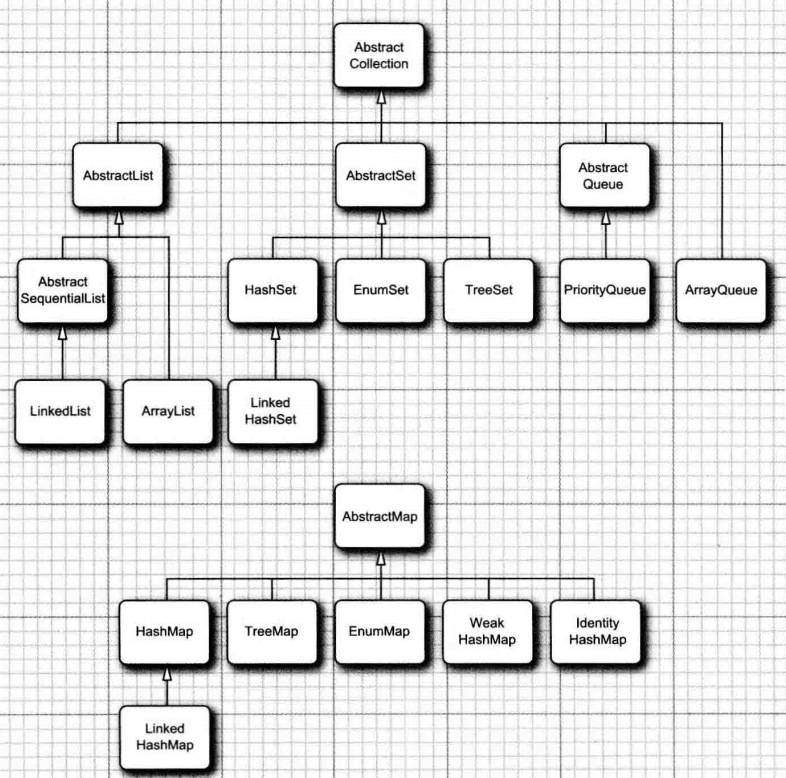 Abstract
Collection
AbstractList
AbstractSet
Abstract
Queue
Abstract
SequentialList
HashSet
EnumSet
TreeSet
PriorityQueue
ArrayQueue
LinkedList
ArrayList
Linked
HashSet
AbstractMap
HashMap
TreeMap
EnumMap
Weak
HashMap
Identity
HashMap
Linked
HashMap